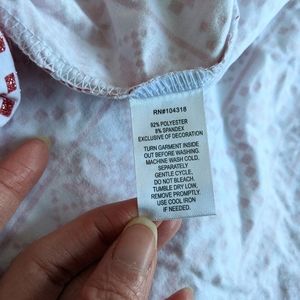 RN#104318
92% POLYESTER
8% SPANDEX
EXCLUSIVE OF DECORATION
TURN GARMENT INSIDE
OUT BEFORE WASHING.
MACHINE WASH COLD.
SEPARATELY
GENTLE CYCLE,
DO NOT BLEACH.
TUMBLE DRY LOW,
REMOVE PROMPTLY.
USE COOL IRON
IF NEEDED.